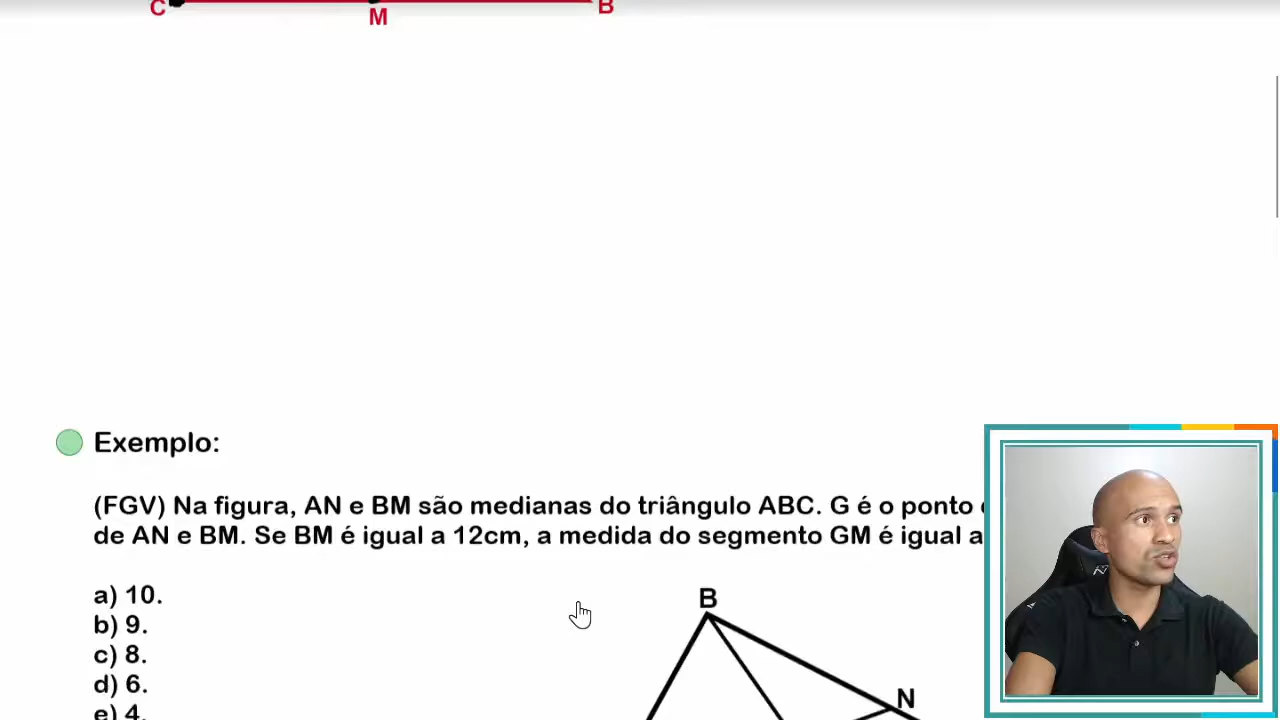 C
M
B
Exemplo:
(FGV) Na figura, AN e BM são medianas do triângulo ABC. G é o ponto
de AN e BM. Se BM é igual a 12cm, a medida do segmento GM é igual a
a) 10.
b) 9.
c) 8.
d) 6.
e) 4.
B
N